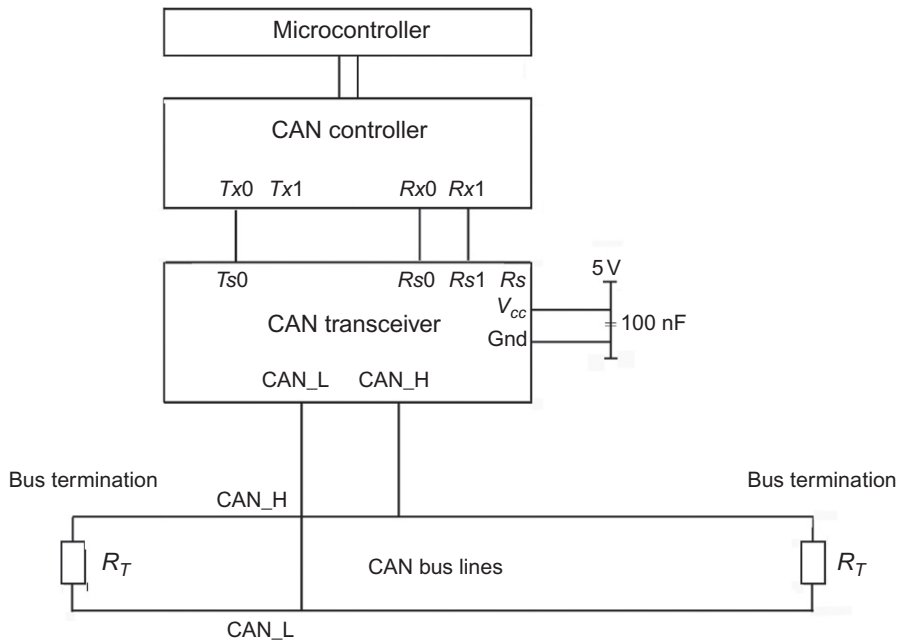 Microcontroller
CAN controller
Tx0 Tx1 Rx0 Rx1
Ts0 Rs0 Rs1 Rs
5 V
Vcc
CAN transceiver
100 nF
Gnd
CAN_L CAN_H
Bus termination
Bus termination
CAN_H
RT
CAN bus lines
RT
CAN_L